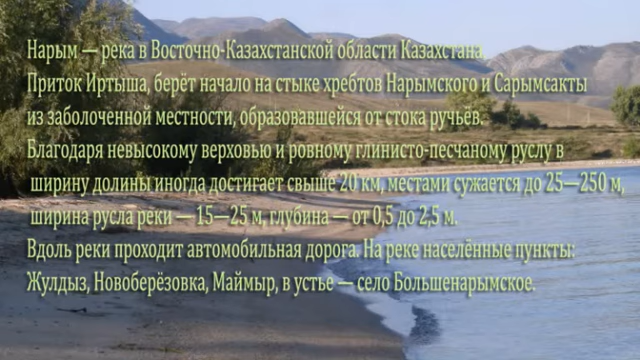 Нарым — река в Восточно-Казахстанской области Казахстана.
Приток Иртыша, берёт начало на стыке хребтов Нарымского и Сарымсакты
из заболоченной местности, образовавшейся от стока ручьёв.
Благодаря невысокому верховью и ровному глинисто-песчаному руслу в
ширину долины иногда достигает свыше 20 км, местами сужается до 25—250 м,
ширина русла реки — 15—25 м, глубина — от 0,5 до 2,5 м.
Вдоль реки проходит автомобильная дорога. На реке населённые пункты:
Жулдыз, Новоберёзовка, Маймыр, в устье — село Большенарымское.